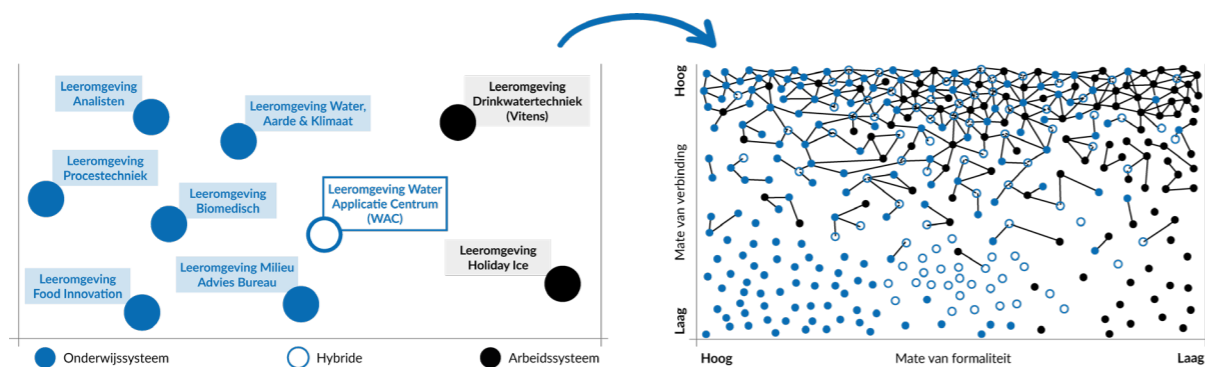 Leeromgeving
Analisten
Leeromgeving Water,
Aarde & Klimaat
Leeromgeving
Drinkwatertechniek
(Vitens)
Leeromgeving
Procestechniek
Leeromgeving
Biomedisch
Leeromgeving Water
Applicatie Centrum
(WAC)
Leeromgeving
Holiday Ice
Leeromgeving
Food Innovation
Leeromgeving Milieu
Advies Bureau
Onderwijssysteem
Hybride
Arbeidssysteem
Hoog
Mate van verbinding
Laag
Hoog
Mate van formaliteit
Laag